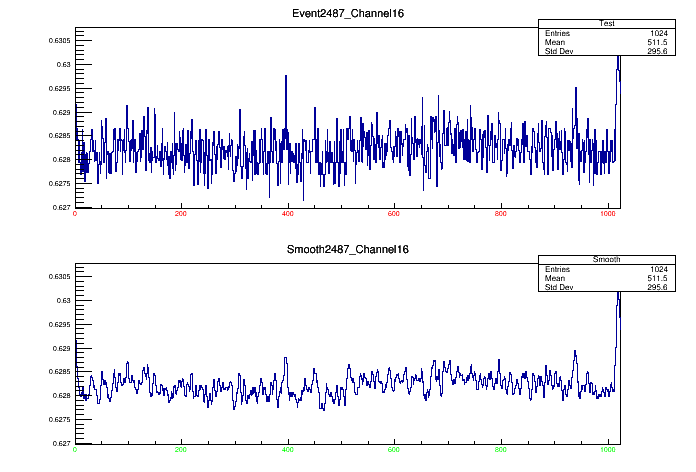 Event2487_Channel16
Test
Entries 1024
Mean 511.5
Std Dev 295.6
0.6305
0.63
0.6295
0.629
0.6285
0.628
0.6275
0.627
0 200 400 600 800 1000
Smooth2487_Channel16
Smooth
Entries 1024
Mean 511.5
Std Dev 295.6
0.6305
0.63
0.6295
0.629
0.6285
0.628
0.6275
0.627
0 200 400 600 800 1000